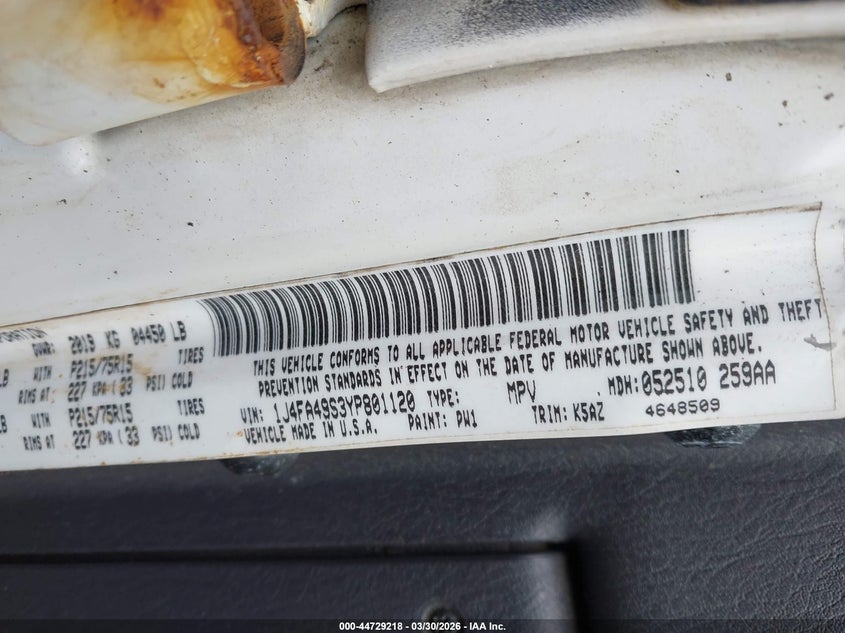 GVWR: 2019 KG 04450 LB
LB WITH P215/75R15 TIRES
RIMS AT 227 KPA ( 33 PSI) COLD
LB WITH P215/75R15 TIRES
RIMS AT 227 KPA ( 33 PSI) COLD
THIS VEHICLE CONFORMS TO ALL APPLICABLE FEDERAL MOTOR VEHICLE SAFETY AND THEFT
PREVENTION STANDARDS IN EFFECT ON THE DATE OF MANUFACTURE SHOWN ABOVE.
VIN: 1J4FA49S3YP801120 TYPE: MPV MDH: 052510 259AA
VEHICLE MADE IN U.S.A. PAINT: PW1 TRIM: K5AZ 4648509
000-44729218 - 03/30/2026 - IAA Inc.